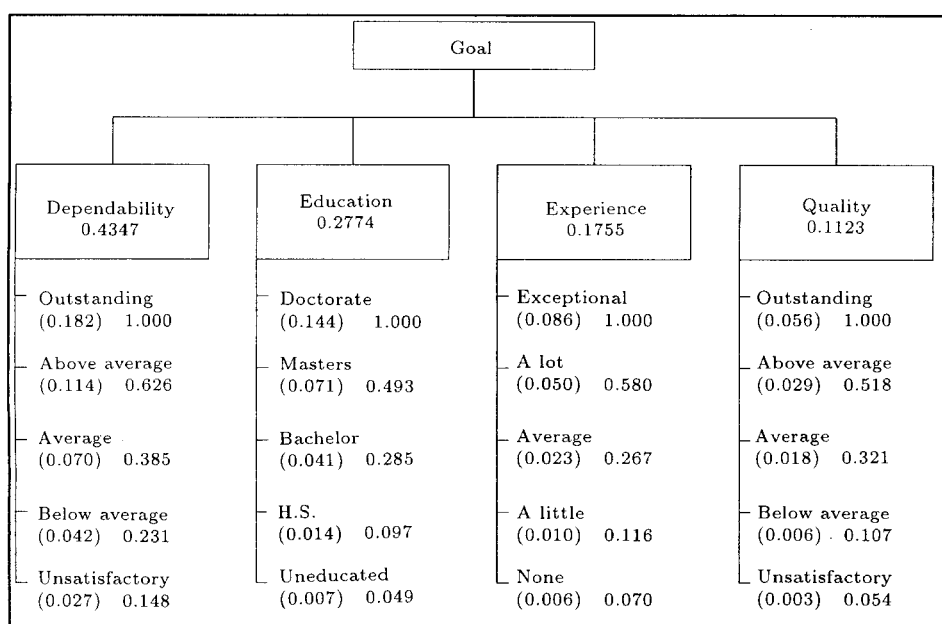 Goal
Dependability
0.4347
Education
0.2774
Experience
0.1755
Quality
0.1123
Outstanding
(0.182) 1.000
Above average
(0.114) 0.626
Average
(0.070) 0.385
Below average
(0.042) 0.231
Unsatisfactory
(0.027) 0.148
Doctorate
(0.144) 1.000
Masters
(0.071) 0.493
Bachelor
(0.041) 0.285
H.S.
(0.014) 0.097
Uneducated
(0.007) 0.049
Exceptional
(0.086) 1.000
A lot
(0.050) 0.580
Average
(0.023) 0.267
A little
(0.010) 0.116
None
(0.006) 0.070
Outstanding
(0.056) 1.000
Above average
(0.029) 0.518
Average
(0.018) 0.321
Below average
(0.006) 0.107
Unsatisfactory
(0.003) 0.054